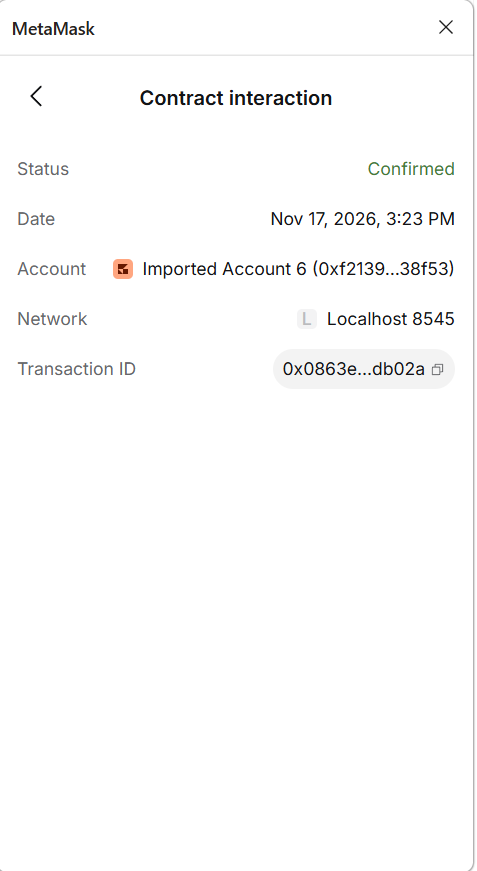 MetaMask
Contract interaction
Status Confirmed
Date Nov 17, 2026, 3:23 PM
Account Imported Account 6 (0xf2139...38f53)
Network L Localhost 8545
Transaction ID 0x0863e...db02a